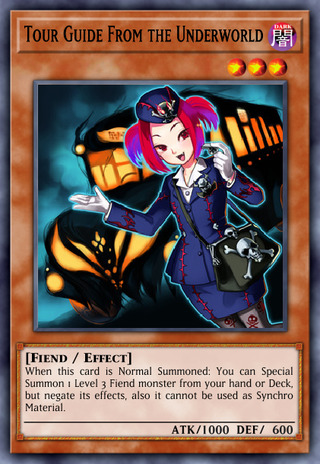 Tour Guide From the Underworld
DARK
闇
[Fiend / Effect]
When this card is Normal Summoned: You can Special
Summon 1 Level 3 Fiend monster from your hand or Deck,
but negate its effects, also it cannot be used as Synchro
Material.
ATK/1000 DEF/ 600